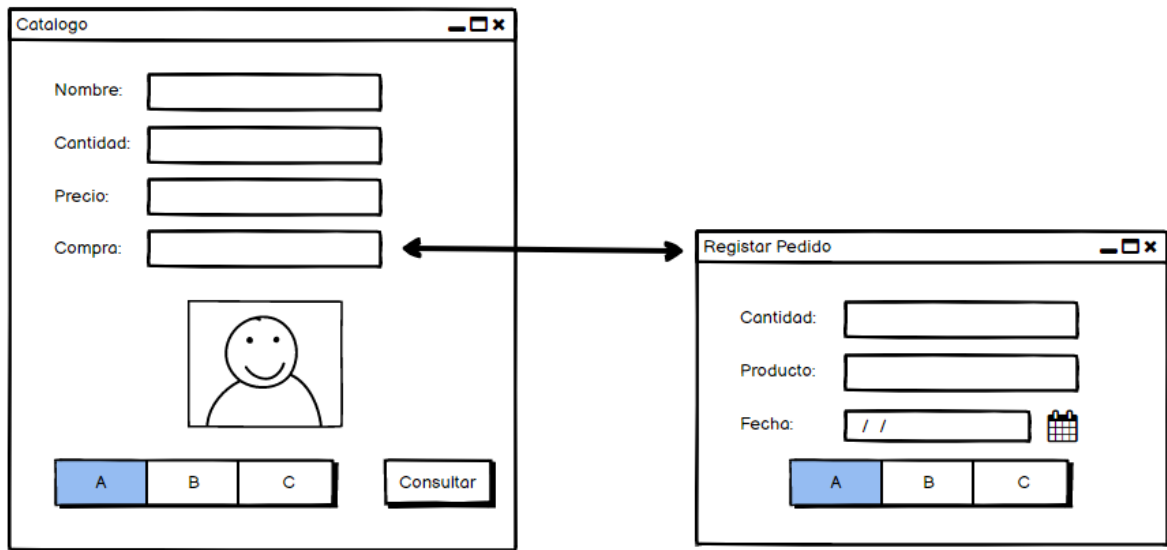 Catalogo
Nombre:
Cantidad:
Precio:
Compra:
A B C
Consultar
Registar Pedido
Cantidad:
Producto:
Fecha: / /
A B C